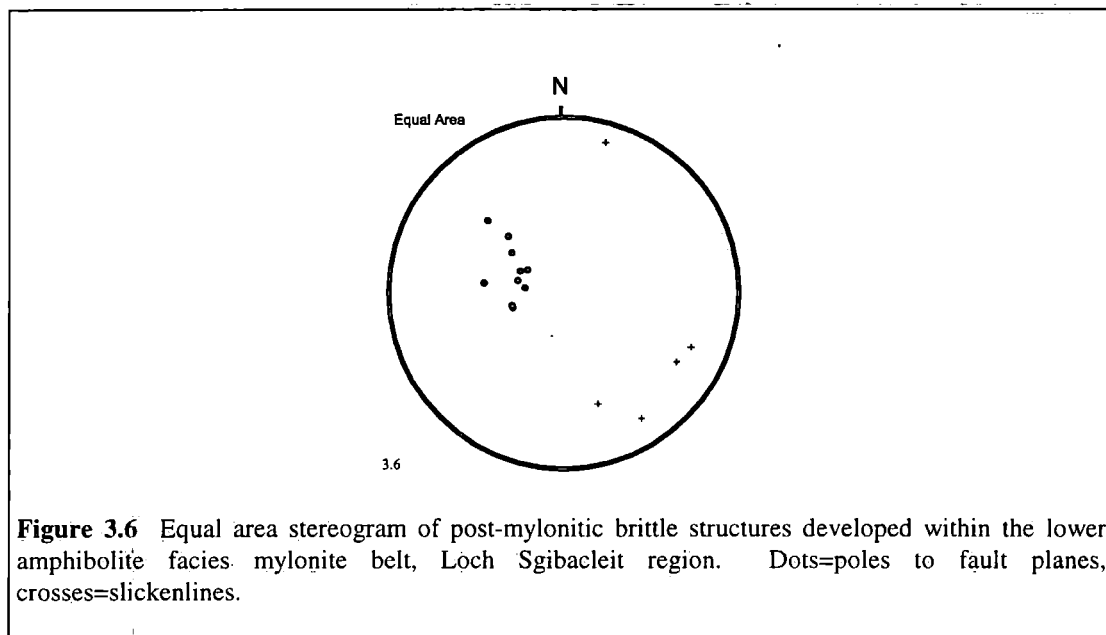 N
Equal Area
3.6
Figure 3.6 Equal area stereogram of post-mylonitic brittle structures developed within the lower
amphibolite facies mylonite belt, Loch Sgibacleit region. Dots=poles to fault planes,
crosses=slickenlines.